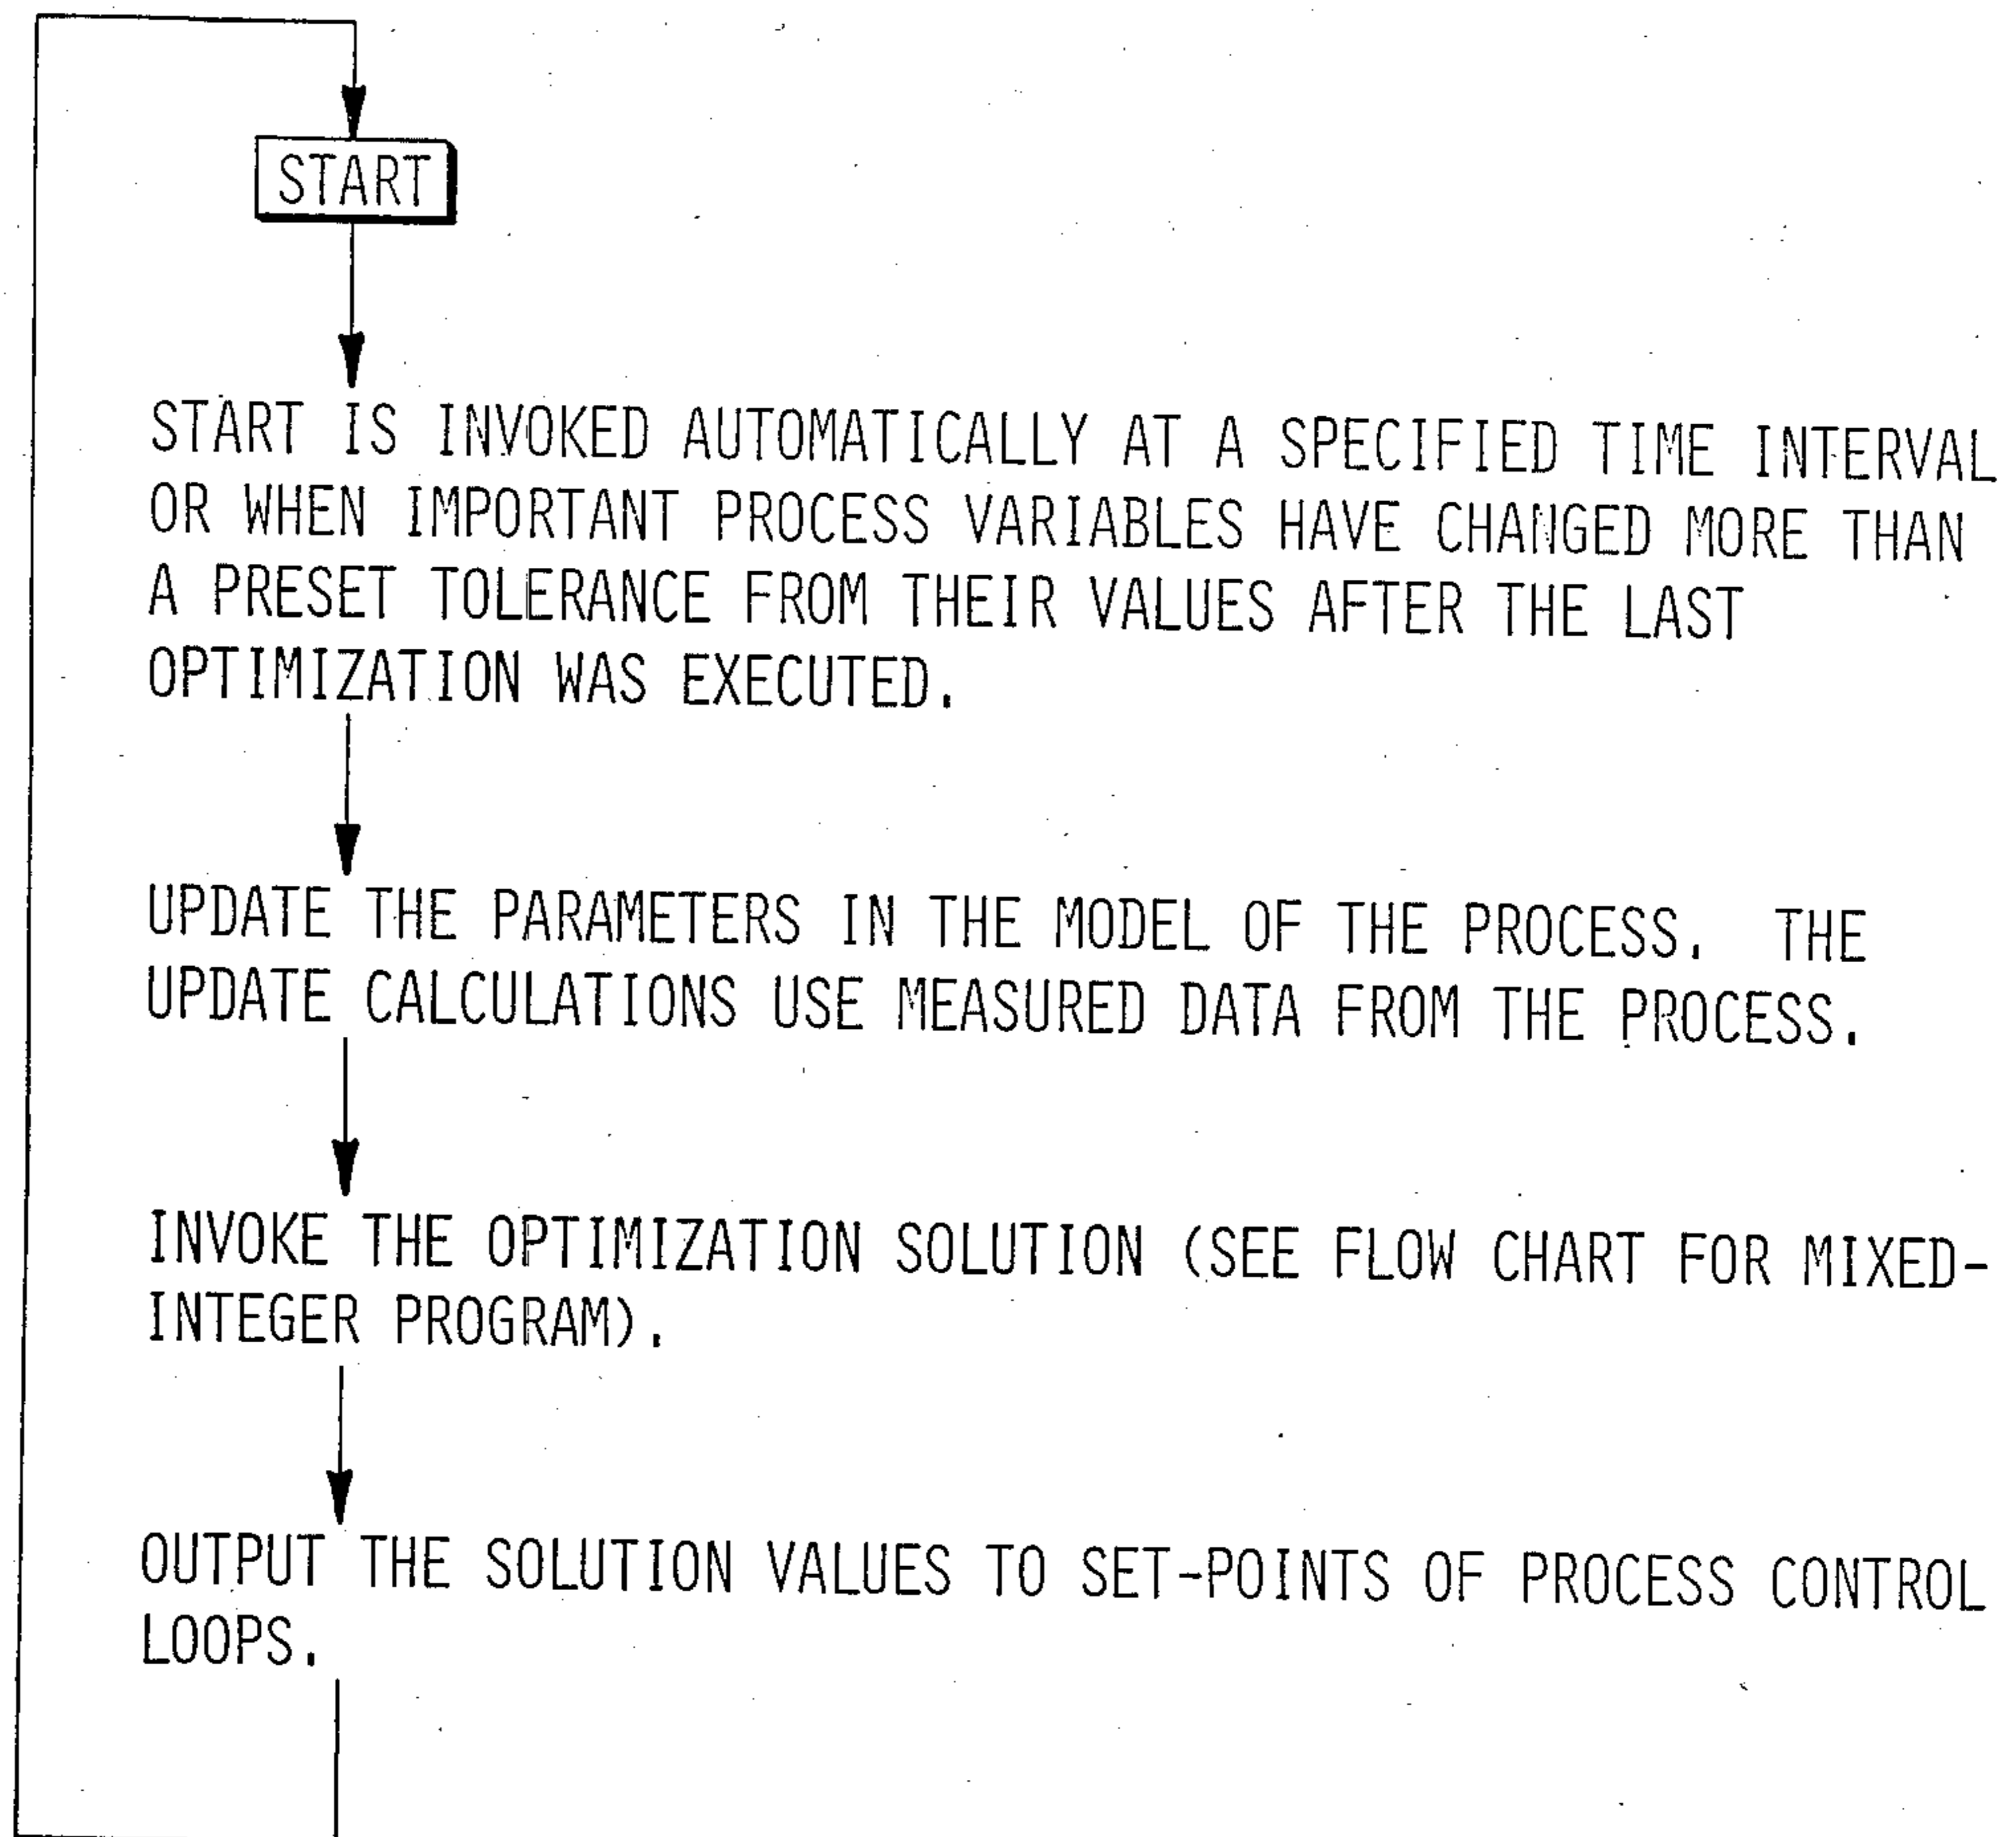 START
START IS INVOKED AUTOMATICALLY AT A SPECIFIED TIME INTERVAL
OR WHEN IMPORTANT PROCESS VARIABLES HAVE CHANGED MORE THAN
A PRESET TOLERANCE FROM THEIR VALUES AFTER THE LAST
OPTIMIZATION WAS EXECUTED.
UPDATE THE PARAMETERS IN THE MODEL OF THE PROCESS. THE
UPDATE CALCULATIONS USE MEASURED DATA FROM THE PROCESS.
INVOKE THE OPTIMIZATION SOLUTION (SEE FLOW CHART FOR MIXED-
INTEGER PROGRAM).
OUTPUT THE SOLUTION VALUES TO SET-POINTS OF PROCESS CONTROL
LOOPS.